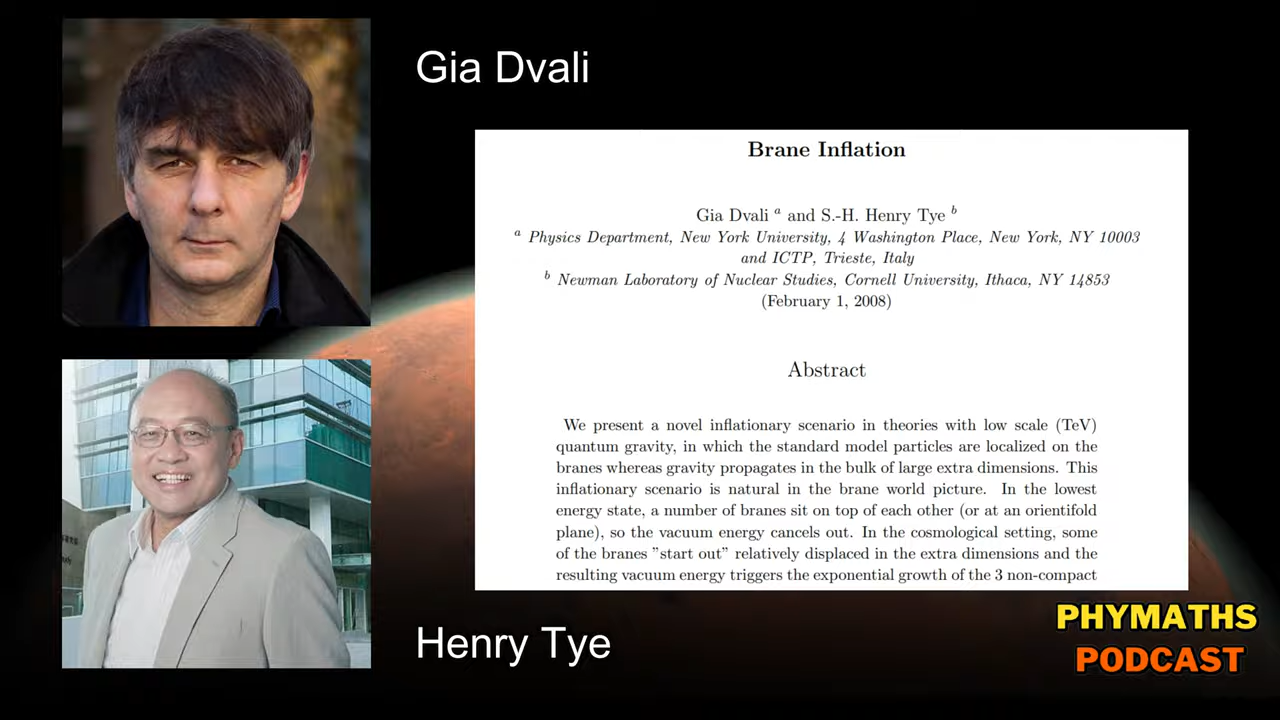 Gia Dvali
Brane Inflation
Gia Dvali ᵃ and S.-H. Henry Tye ᵇ
ᵃ Physics Department, New York University, 4 Washington Place, New York, NY 10003
and ICTP, Trieste, Italy
ᵇ Newman Laboratory of Nuclear Studies, Cornell University, Ithaca, NY 14853
(February 1, 2008)
Abstract
We present a novel inflationary scenario in theories with low scale (TeV)
quantum gravity, in which the standard model particles are localized on the
branes whereas gravity propagates in the bulk of large extra dimensions. This
inflationary scenario is natural in the brane world picture. In the lowest
energy state, a number of branes sit on top of each other (or at an orientifold
plane), so the vacuum energy cancels out. In the cosmological setting, some
of the branes "start out" relatively displaced in the extra dimensions and the
resulting vacuum energy triggers the exponential growth of the 3 non-compact
Henry Tye
PHYMATHS
PODCAST